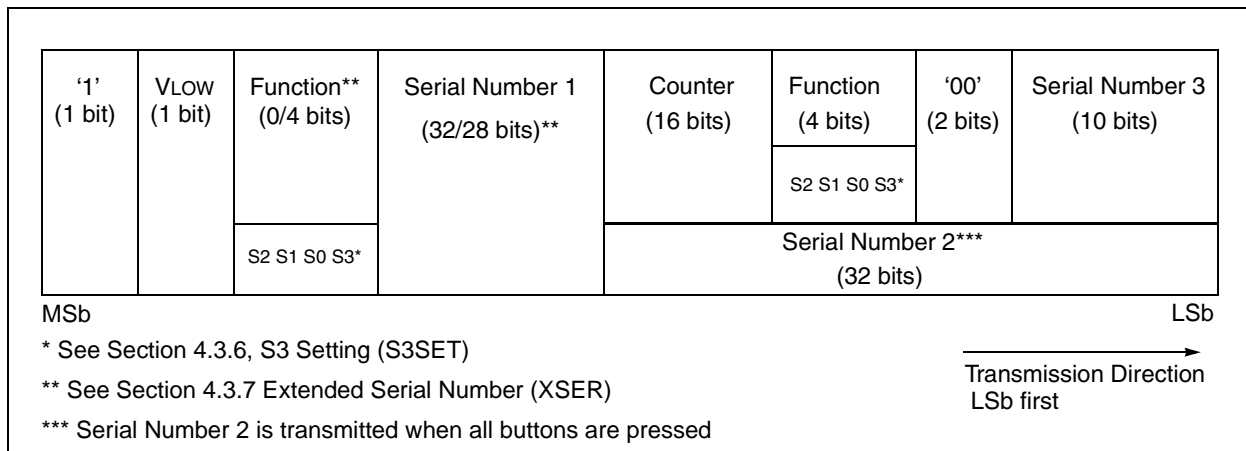 ‘1’ VLOW Function** Serial Number 1 Counter Function ‘00’ Serial Number 3
(1 bit) (1 bit) (0/4 bits) (32/28 bits)** (16 bits) (4 bits) (2 bits) (10 bits)
S2 S1 S0 S3*
S2 S1 S0 S3* Serial Number 2***
(32 bits)
MSb LSb
* See Section 4.3.6, S3 Setting (S3SET)
** See Section 4.3.7 Extended Serial Number (XSER)
*** Serial Number 2 is transmitted when all buttons are pressed
Transmission Direction
LSb first